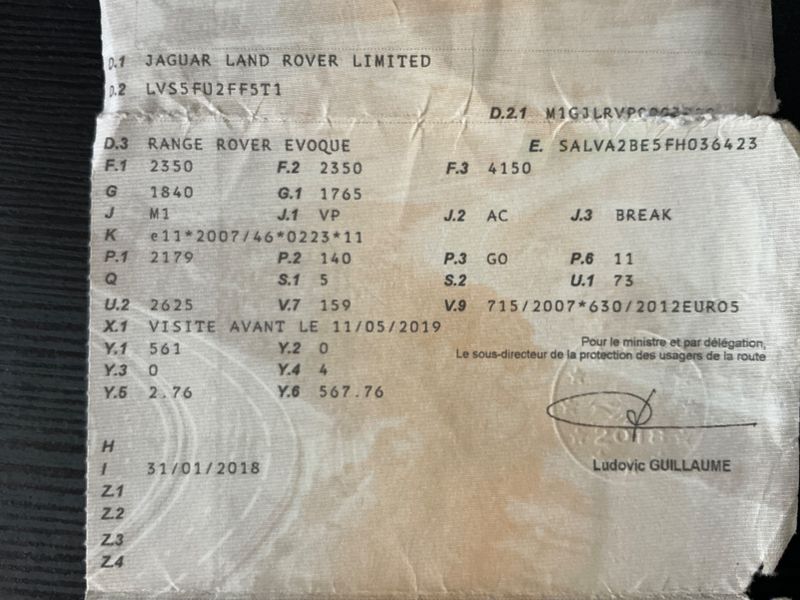 D.1 JAGUAR LAND ROVER LIMITED
D.2 LVS5FU2FF5T1
D.2.1
D.3 RANGE ROVER EVOQUE E. SALVA2BE5FH036423
F.1 2350 F.2 2350 F.3 4150
G 1840 G.1 1765
J M1 J.1 VP J.2 AC J.3 BREAK
K e11*2007/46*0223*11
P.1 2179 P.2 140 P.3 GO P.6 11
Q S.1 5 S.2 U.1 73
U.2 2625 V.7 159 V.9 715/2007*630/2012EURO5
X.1 VISITE AVANT LE 11/05/2019
Y.1 561 Y.2 0
Y.3 0 Y.4 4
Y.5 2.76 Y.6 567.76
Pour le ministre et par délégation,
Le sous-directeur de la protection des usagers de la route
2018
Ludovic GUILLAUME
H
I 31/01/2018
Z.1
Z.2
Z.3
Z.4